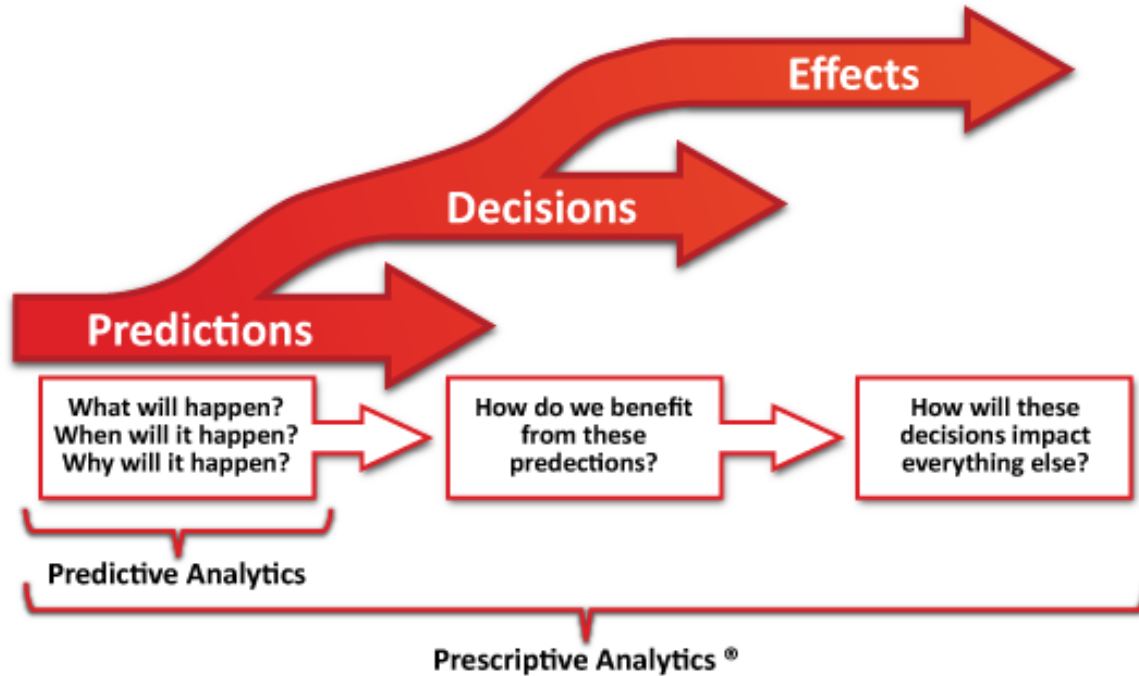 Effects
Decisions
Predictions
What will happen?
When will it happen?
Why will it happen?
How do we benefit
from these
predections?
How will these
decisions impact
everything else?
Predictive Analytics
Prescriptive Analytics ®